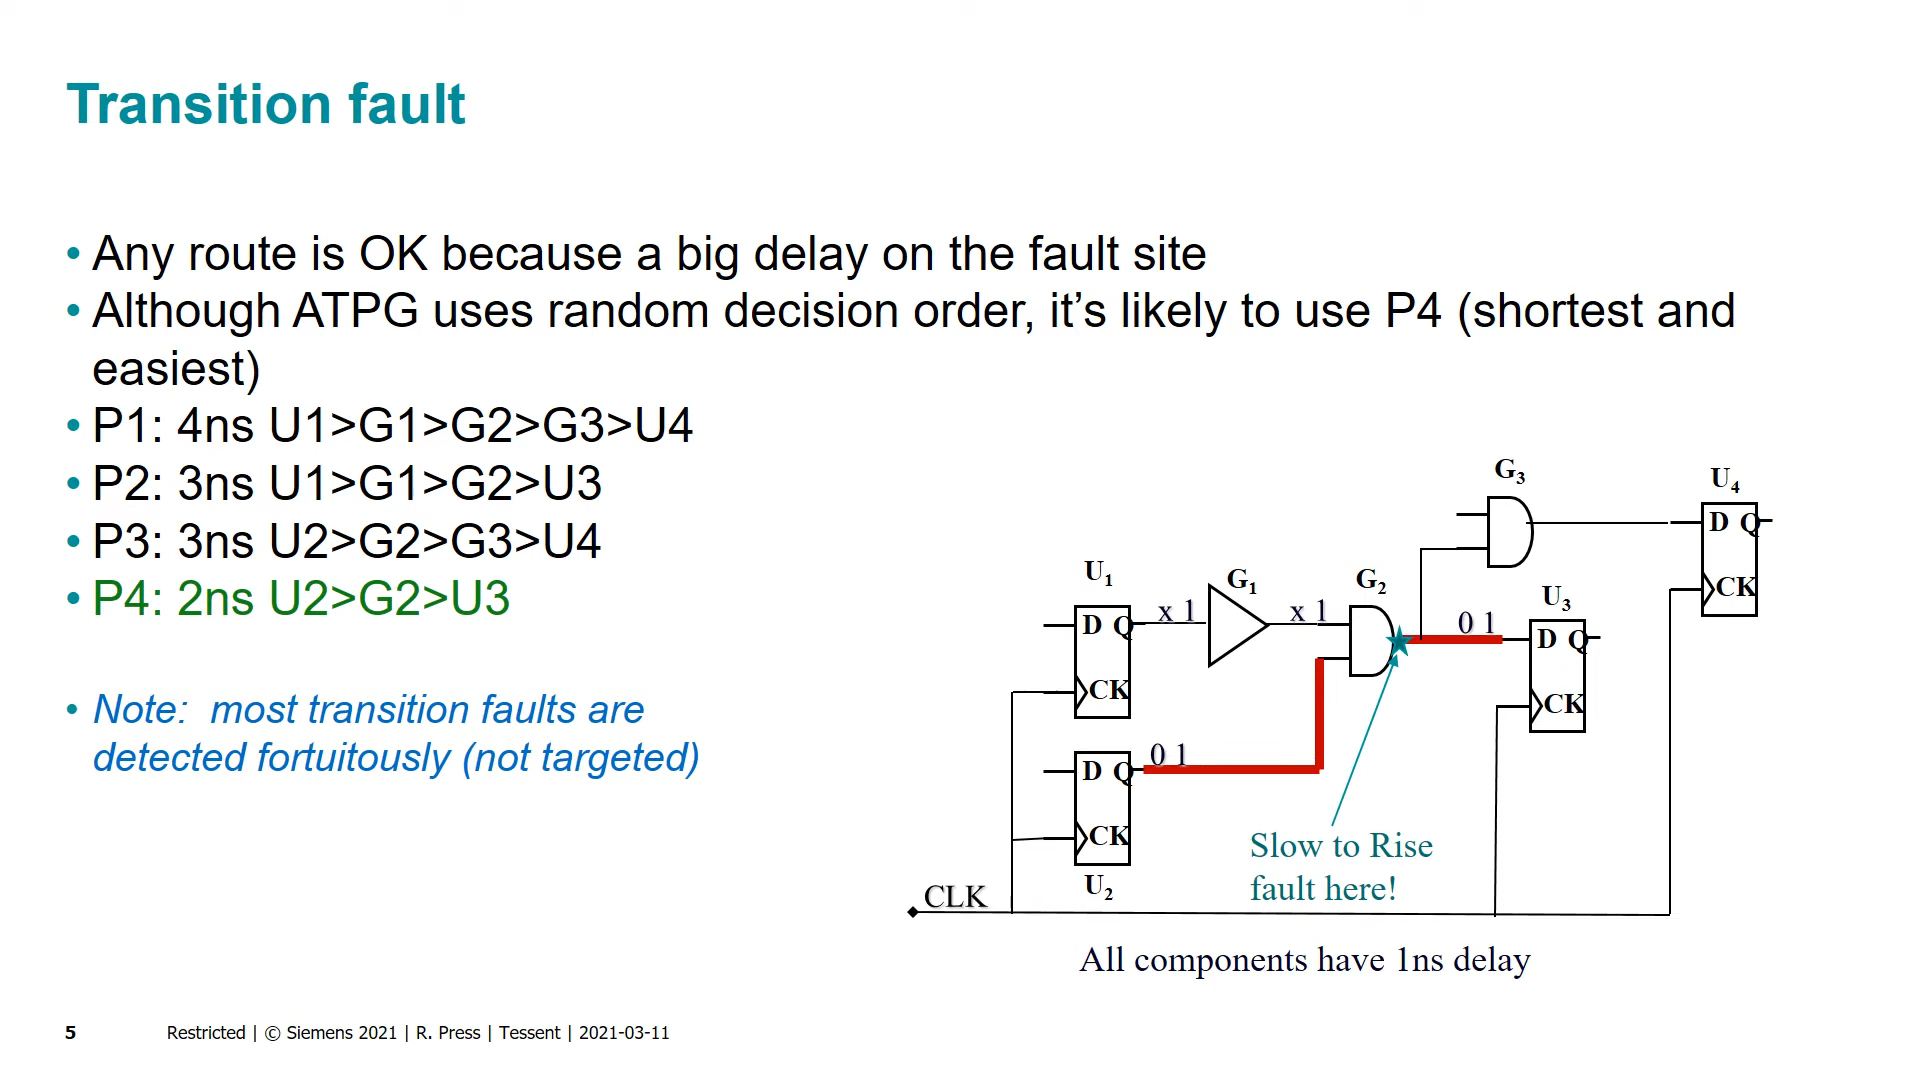 Transition fault
• Any route is OK because a big delay on the fault site
• Although ATPG uses random decision order, it’s likely to use P4 (shortest and
easiest)
• P1: 4ns U1>G1>G2>G3>U4
• P2: 3ns U1>G1>G2>U3
• P3: 3ns U2>G2>G3>U4
• P4: 2ns U2>G2>U3
• Note:  most transition faults are
detected fortuitously (not targeted)
G3
U4
D Q
CK
U1
G1
G2
U3
x 1
x 1
0 1
D Q
CK
D Q
CK
0 1
D Q
CK
U2
Slow to Rise
fault here!
CLK
All components have 1ns delay
5
Restricted | © Siemens 2021 | R. Press | Tessent | 2021-03-11